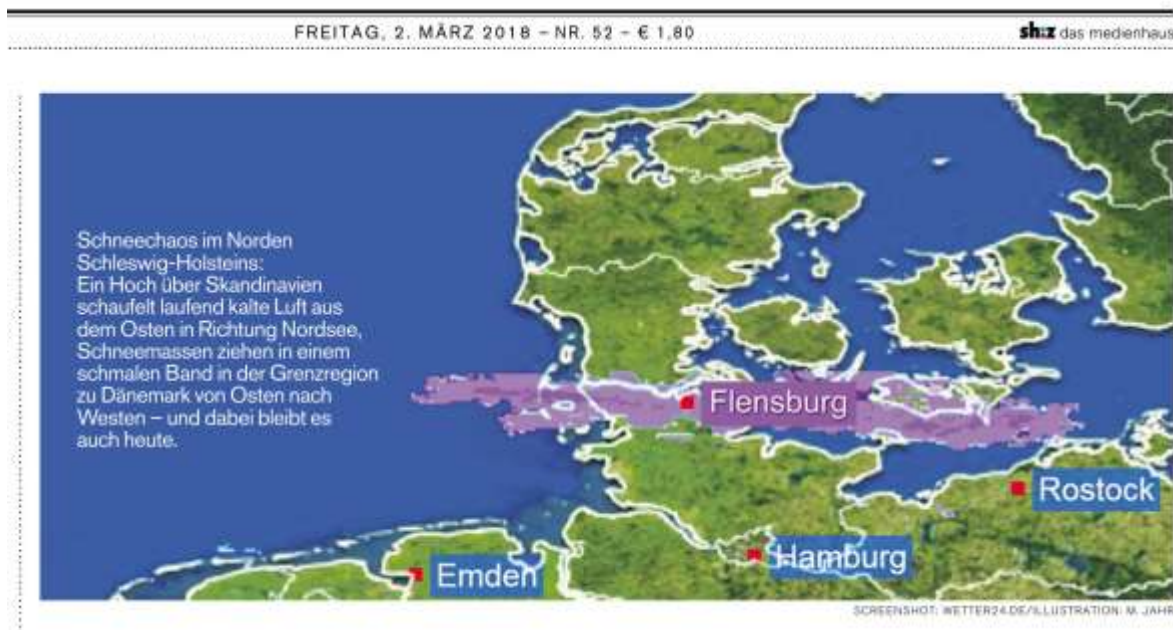 FREITAG, 2. MÄRZ 2018 – NR. 52 – € 1,80
sh:z das medienhaus
Schneechaos im Norden
Schleswig-Holsteins:
Ein Hoch über Skandinavien
schaufelt laufend kalte Luft aus
dem Osten in Richtung Nordsee,
Schneemassen ziehen in einem
schmalen Band in der Grenzregion
zu Dänemark von Osten nach
Westen – und dabei bleibt es
auch heute.
Flensburg
Rostock
Hamburg
Emden
SCREENSHOT: WETTER24.DE/ILLUSTRATION: M. JAHR